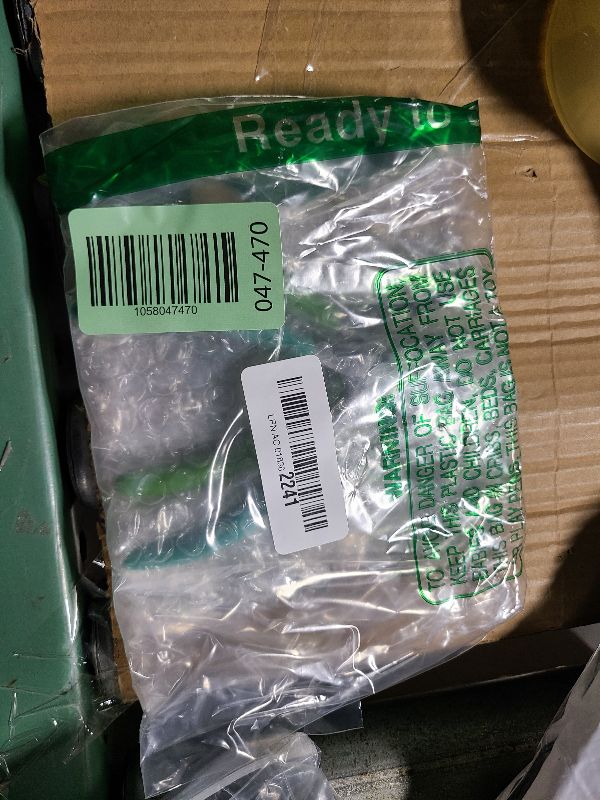 Ready to
1058047470
047-470
2241
WARNING
TO AVOID DANGER OF SUFFOCATION,
KEEP THIS PLASTIC BAG AWAY FROM
BABIES AND CHILDREN. DO NOT USE
THIS BAG IN CRIBS, BEDS, CARRIAGES
OR PLAY PENS. THIS BAG IS NOT A TOY.